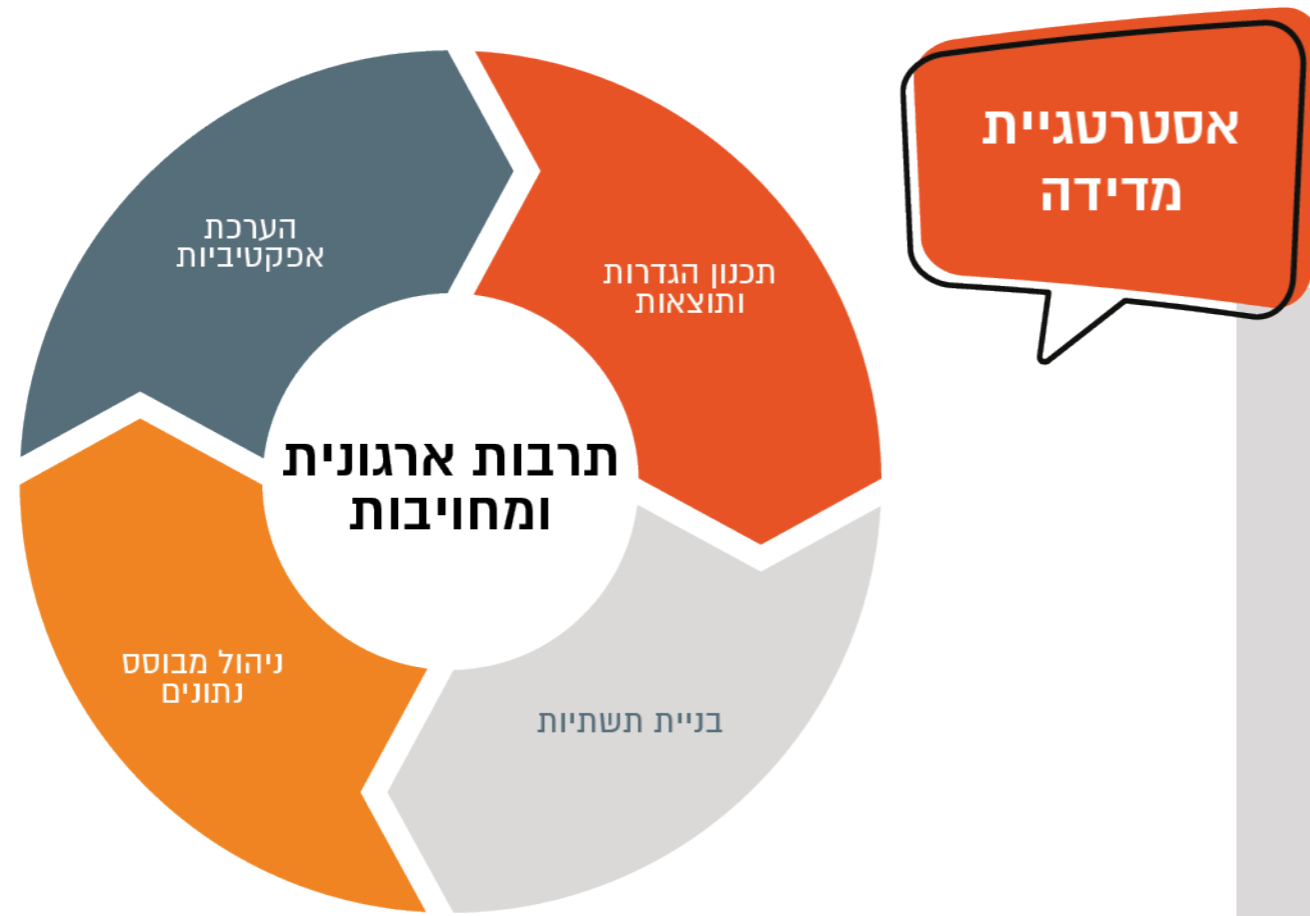 אסטרטגיית
מדידה
תכנון הגדרות
ותוצאות
בניית תשתיות
ניהול מבוסס
נתונים
הערכת
אפקטיביות
תרבות ארגונית
ומחויבות